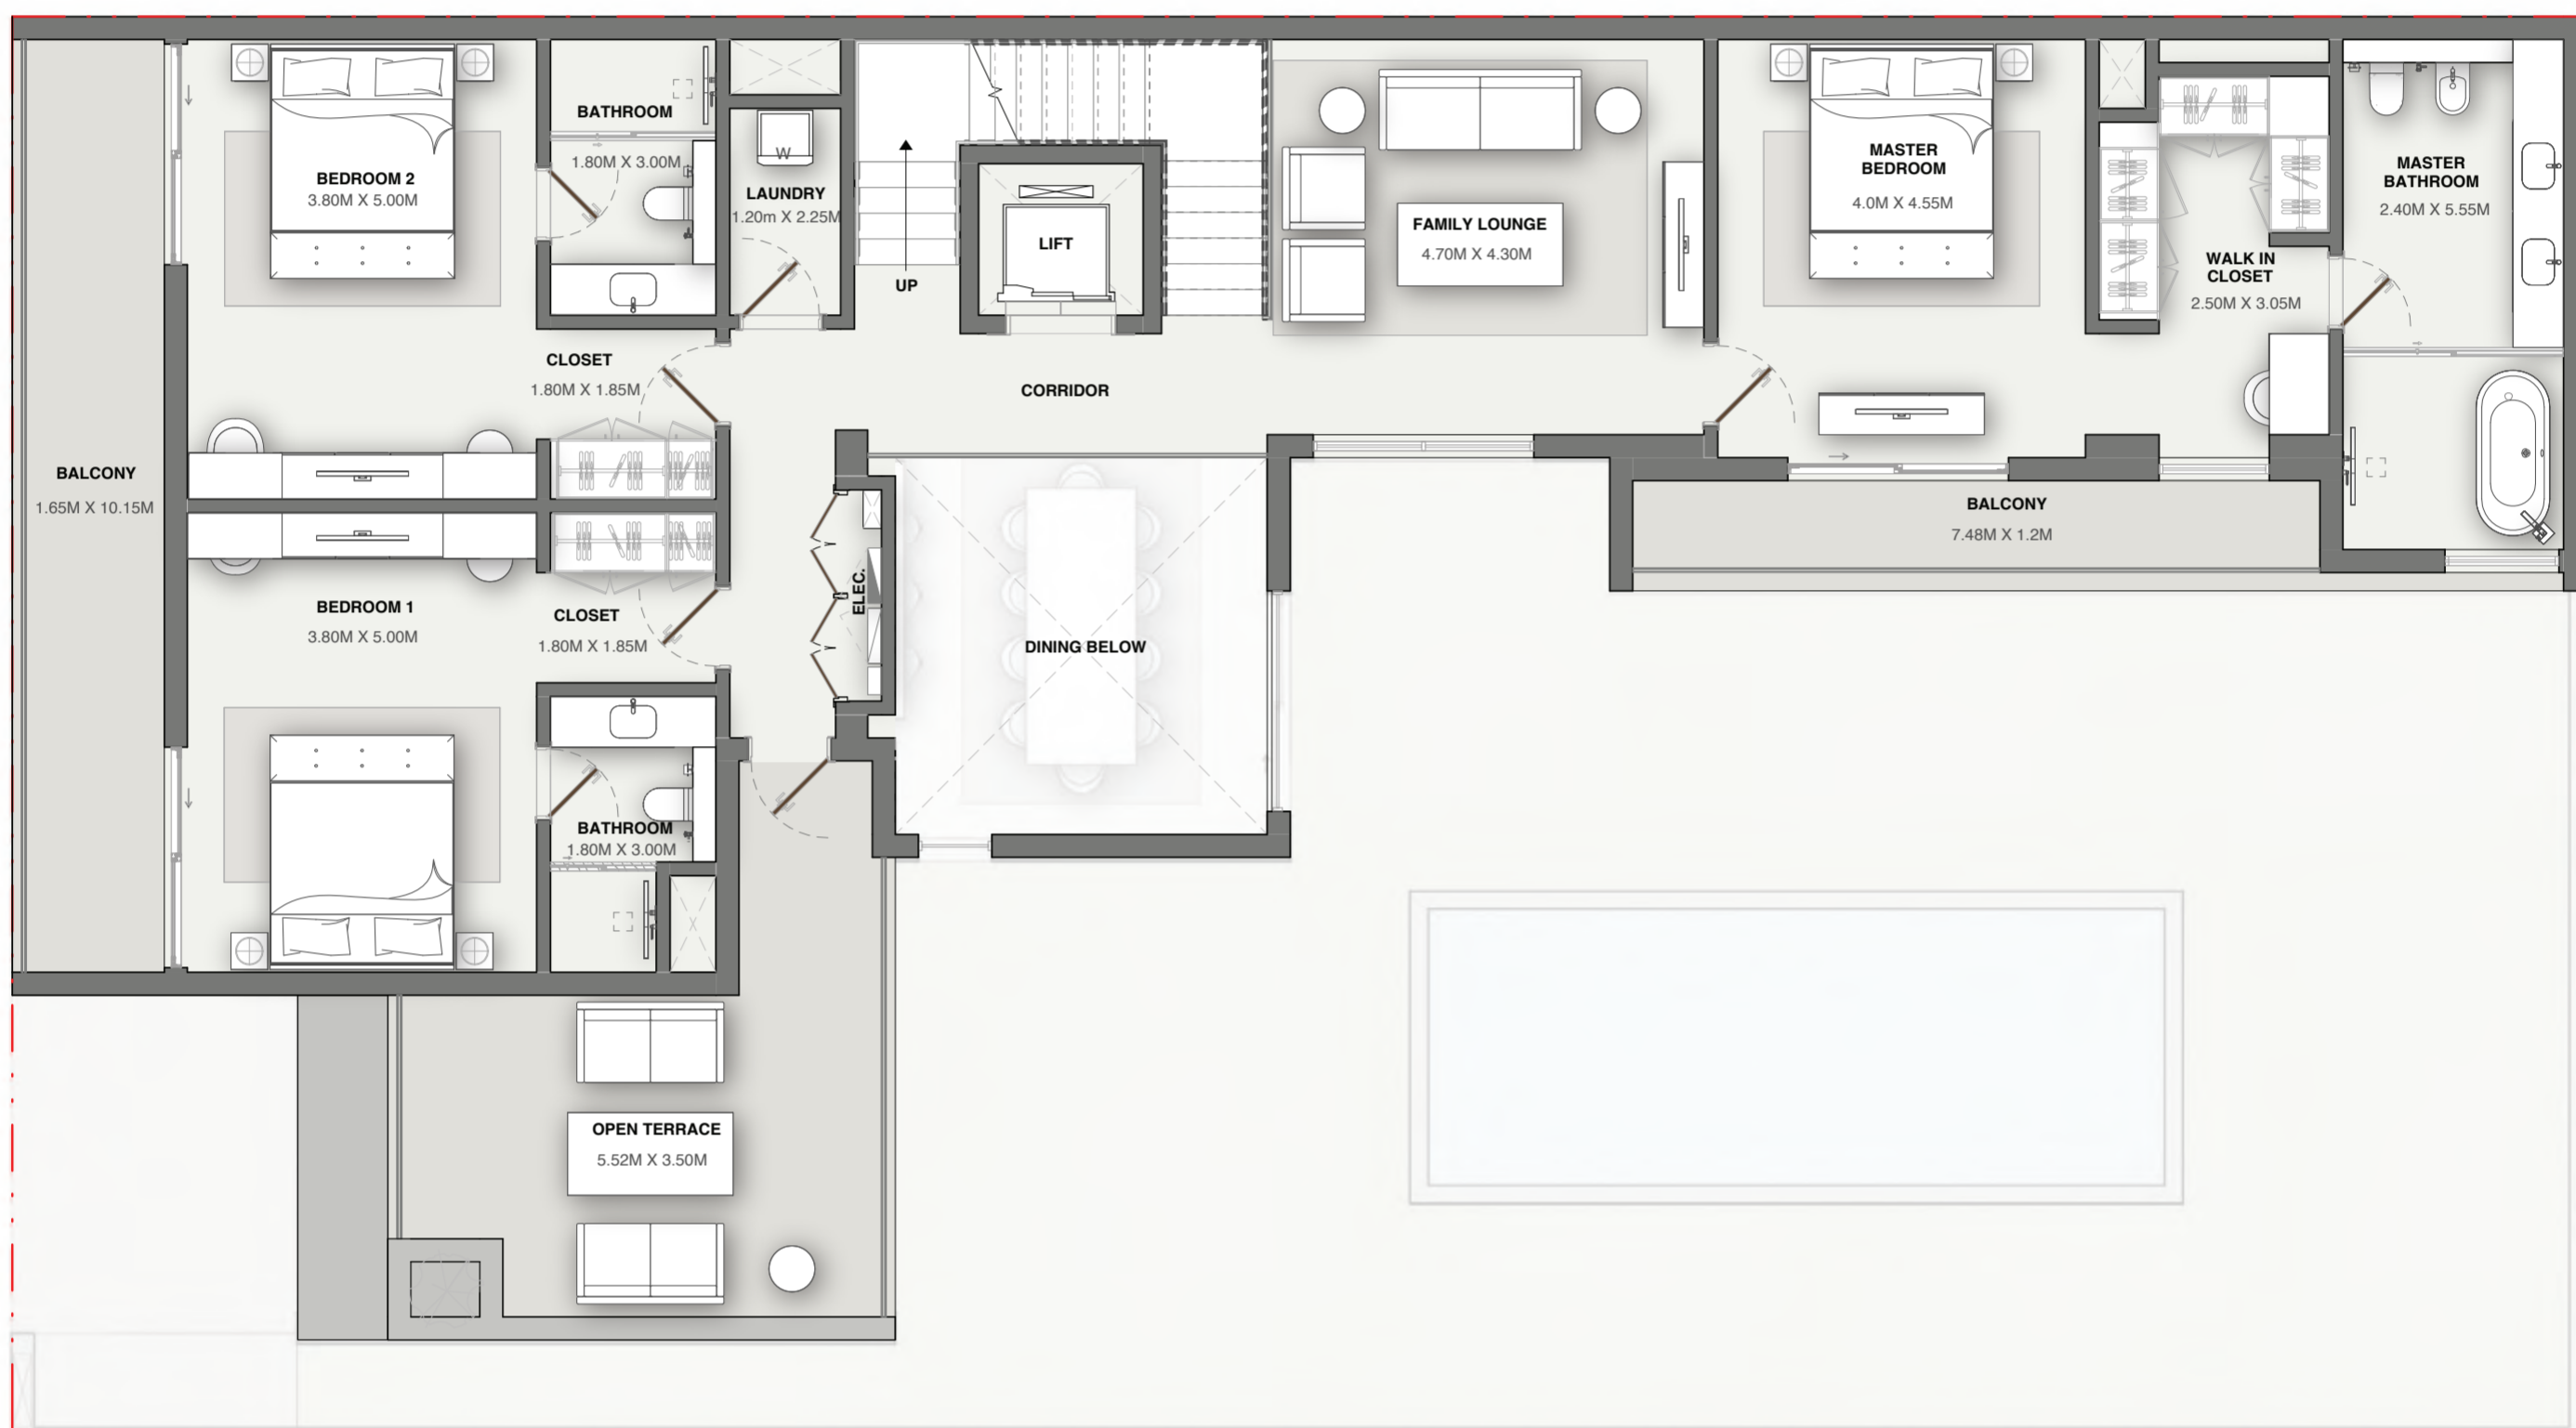 BEDROOM 2
3.80M X 5.00M
BATHROOM
1.80M X 3.00M
W
LAUNDRY
1.20m X 2.25M
UP
LIFT
FAMILY LOUNGE
4.70M X 4.30M
MASTER
BEDROOM
4.0M X 4.55M
WALK IN
CLOSET
2.50M X 3.05M
MASTER
BATHROOM
2.40M X 5.55M
CLOSET
1.80M X 1.85M
CORRIDOR
BALCONY
1.65M X 10.15M
BALCONY
7.48M X 1.2M
BEDROOM 1
3.80M X 5.00M
CLOSET
1.80M X 1.85M
ELEC.
DINING BELOW
BATHROOM
1.80M X 3.00M
OPEN TERRACE
5.52M X 3.50M